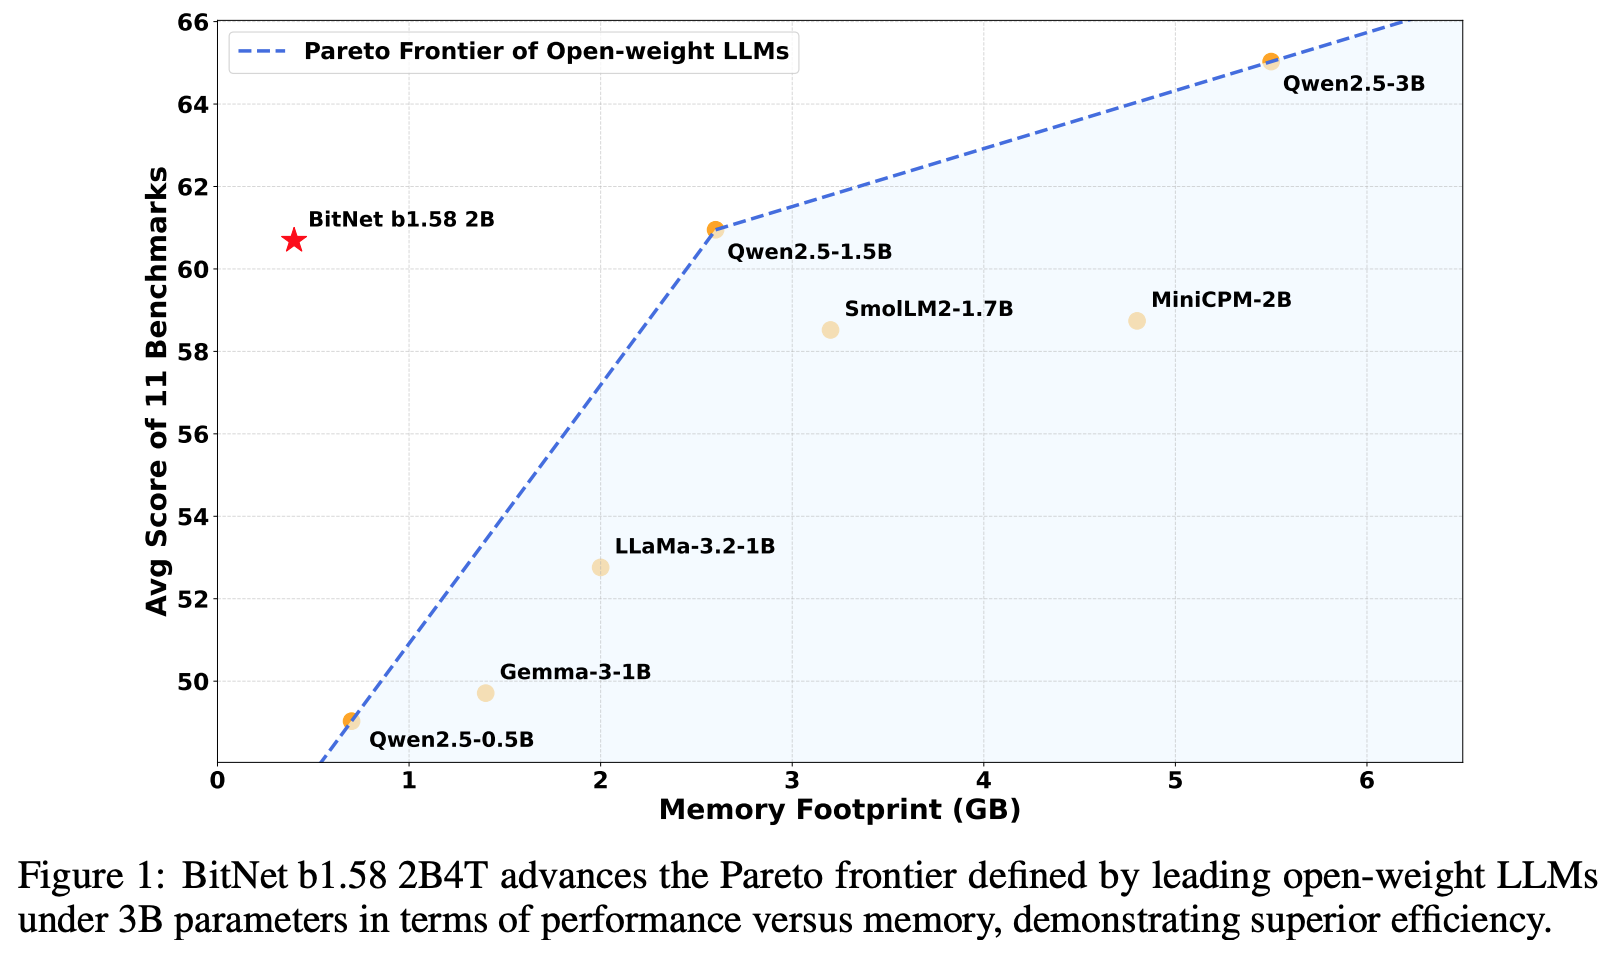 66
Pareto Frontier of Open-weight LLMs
Qwen2.5-3B
64
62
BitNet b1.58 2B
Qwen2.5-1.5B
60
MiniCPM-2B
SmolLM2-1.7B
58
56
54
LLaMa-3.2-1B
52
Gemma-3-1B
50
Qwen2.5-0.5B
Avg Score of 11 Benchmarks
0 1 2 3 4 5 6
Memory Footprint (GB)
Figure 1: BitNet b1.58 2B4T advances the Pareto frontier defined by leading open-weight LLMs
under 3B parameters in terms of performance versus memory, demonstrating superior efficiency.